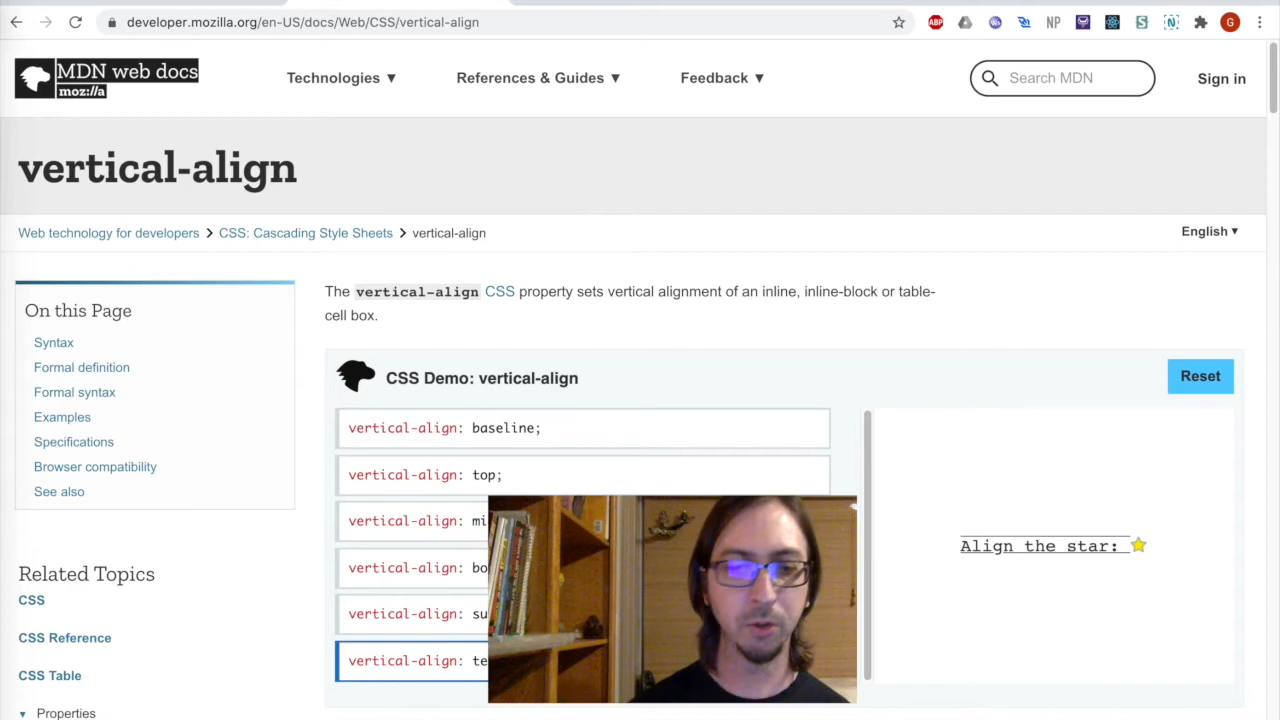 developer.mozilla.org/en-US/docs/Web/CSS/vertical-align
ABP
NP
G
MDN web docs
moz://a
Technologies ▼
References & Guides ▼
Feedback ▼
Search MDN
Sign in
vertical-align
Web technology for developers > CSS: Cascading Style Sheets > vertical-align
English ▼
On this Page
Syntax
Formal definition
Formal syntax
Examples
Specifications
Browser compatibility
See also
Related Topics
CSS
CSS Reference
CSS Table
▼ Properties
The vertical-align CSS property sets vertical alignment of an inline, inline-block or table-
cell box.
CSS Demo: vertical-align
Reset
vertical-align: baseline;
vertical-align: top;
vertical-align: mi
vertical-align: bo
vertical-align: su
vertical-align: te
Align the star: